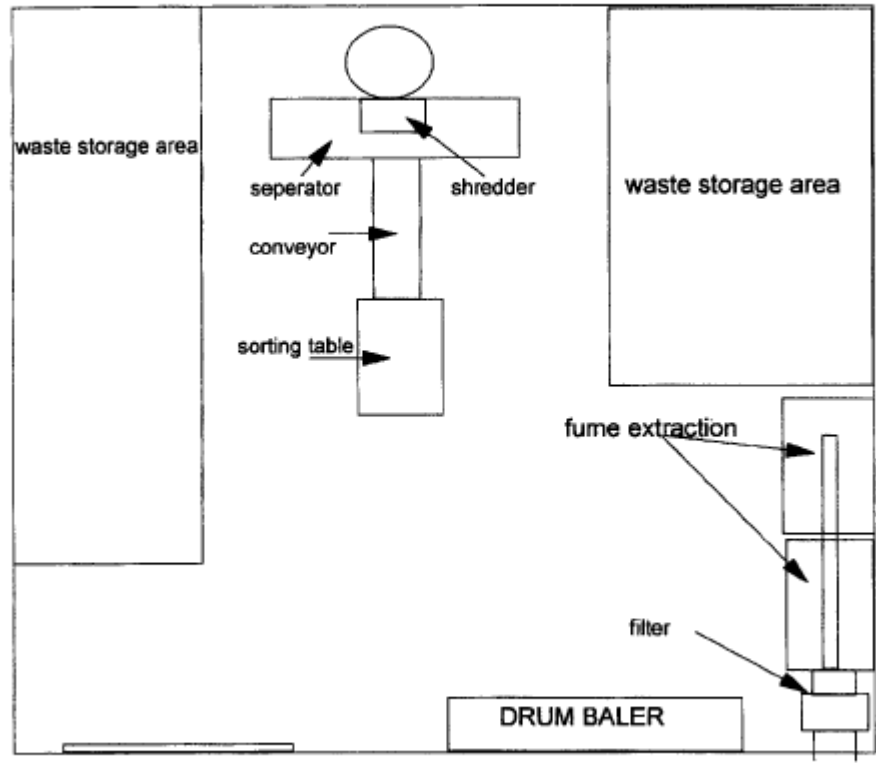 waste storage area
seperator
shredder
waste storage area
conveyor
sorting table
fume extraction
filter
DRUM BALER